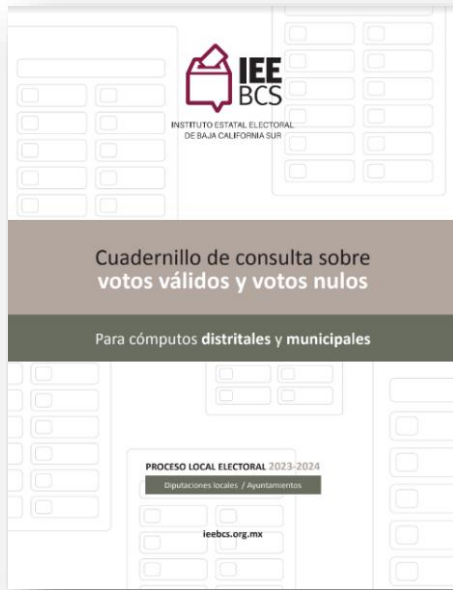 IEE
BCS
INSTITUTO ESTATAL ELECTORAL
DE BAJA CALIFORNIA SUR
Cuadernillo de consulta sobre
votos válidos y votos nulos
Para cómputos distritales y municipales
PROCESO LOCAL ELECTORAL 2023-2024
Diputaciones locales / Ayuntamientos
ieebcs.org.mx